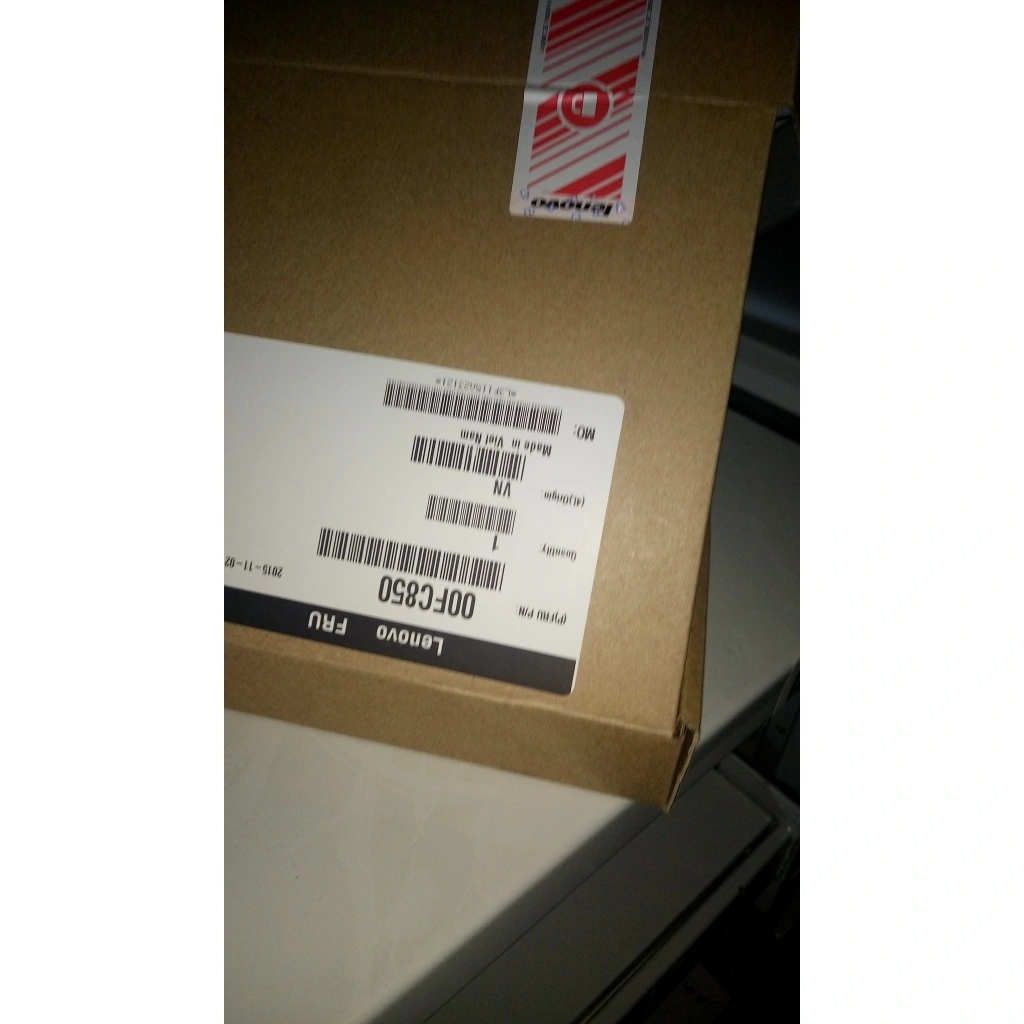 Lenovo FRU
(P)FRU P/N: 00FC850
2015-11-02
Quantity: 1
(4L)Origin: VN
Made in Viet Nam
MO:
lenovo